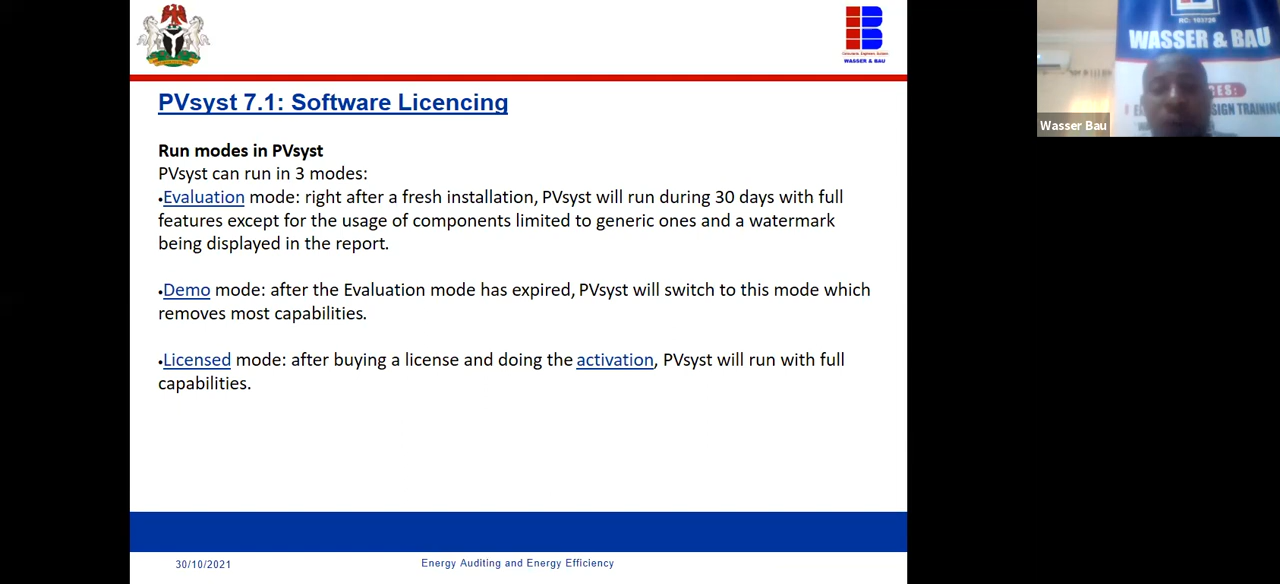 WASSER & BAU
RC: 103726
WASSER & BAU
Wasser Bau
PVsyst 7.1: Software Licencing
Run modes in PVsyst
PVsyst can run in 3 modes:
•Evaluation mode: right after a fresh installation, PVsyst will run during 30 days with full
features except for the usage of components limited to generic ones and a watermark
being displayed in the report.
•Demo mode: after the Evaluation mode has expired, PVsyst will switch to this mode which
removes most capabilities.
•Licensed mode: after buying a license and doing the activation, PVsyst will run with full
capabilities.
30/10/2021
Energy Auditing and Energy Efficiency